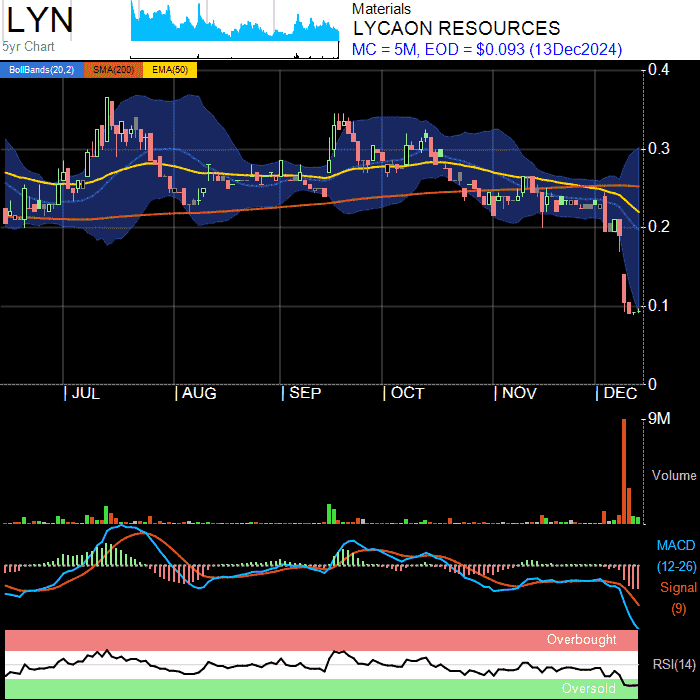 LYN
5yr Chart
Materials
LYCAON RESOURCES
MC = 5M, EOD = $0.093 (13Dec2024)
BollBands(20,2) SMA(200) EMA(50)
0.4
0.3
0.2
0.1
0
JUL AUG SEP OCT NOV DEC
9M
Volume
MACD
(12-26)
Signal
(9)
Overbought
RSI(14)
Oversold